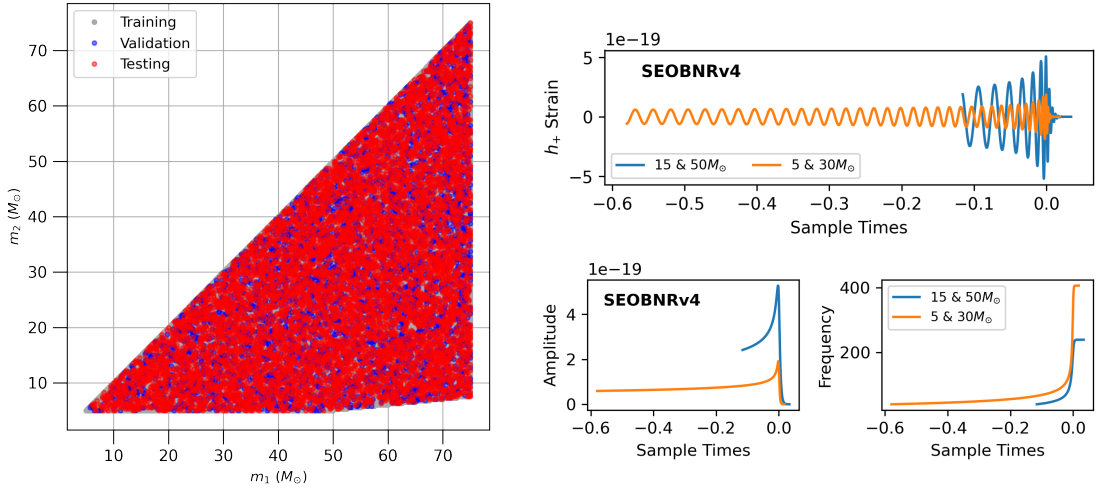 Training
Validation
Testing
70
60
50
40
30
20
10
m₂ (M⊙)
10 20 30 40 50 60 70
m₁ (M⊙)
1e−19
SEOBNRv4
5
0
−5
h₊ Strain
15 & 50M⊙ 5 & 30M⊙
−0.6 −0.5 −0.4 −0.3 −0.2 −0.1 0.0
Sample Times
1e−19
SEOBNRv4
4
2
0
Amplitude
−0.6 −0.4 −0.2 0.0
Sample Times
400
200
Frequency
15 & 50M⊙
5 & 30M⊙
−0.6 −0.4 −0.2 0.0
Sample Times